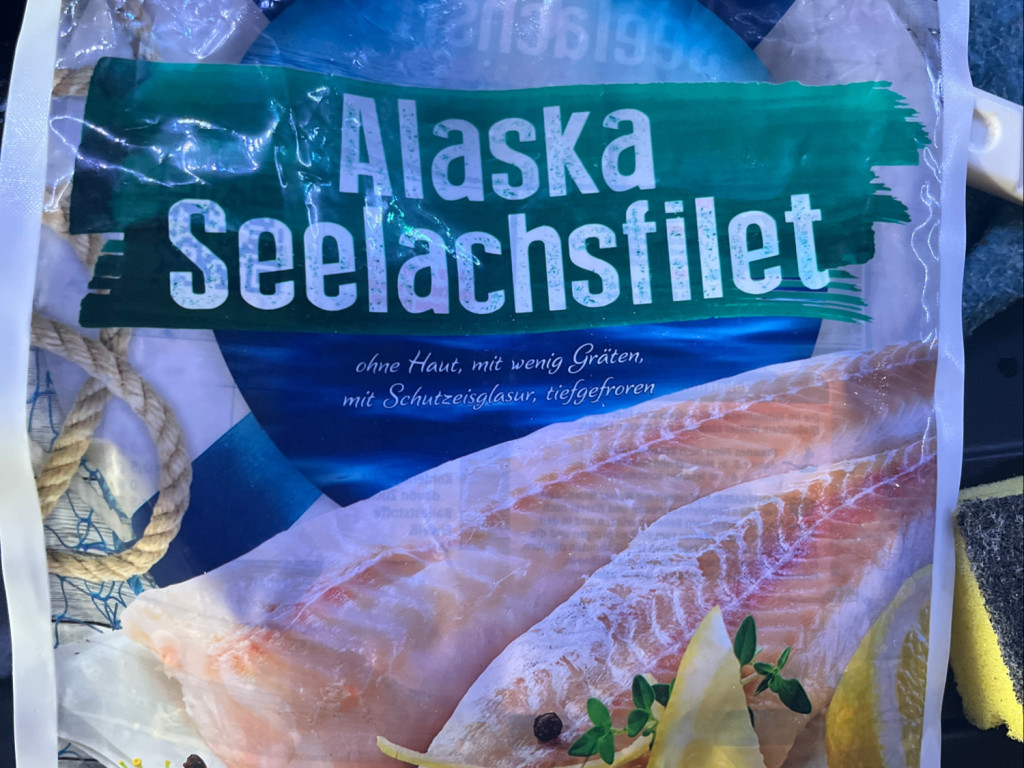 Alaska
Seelachsfilet
ohne Haut, mit wenig Gräten,
mit Schutzeisglasur, tiefgefroren